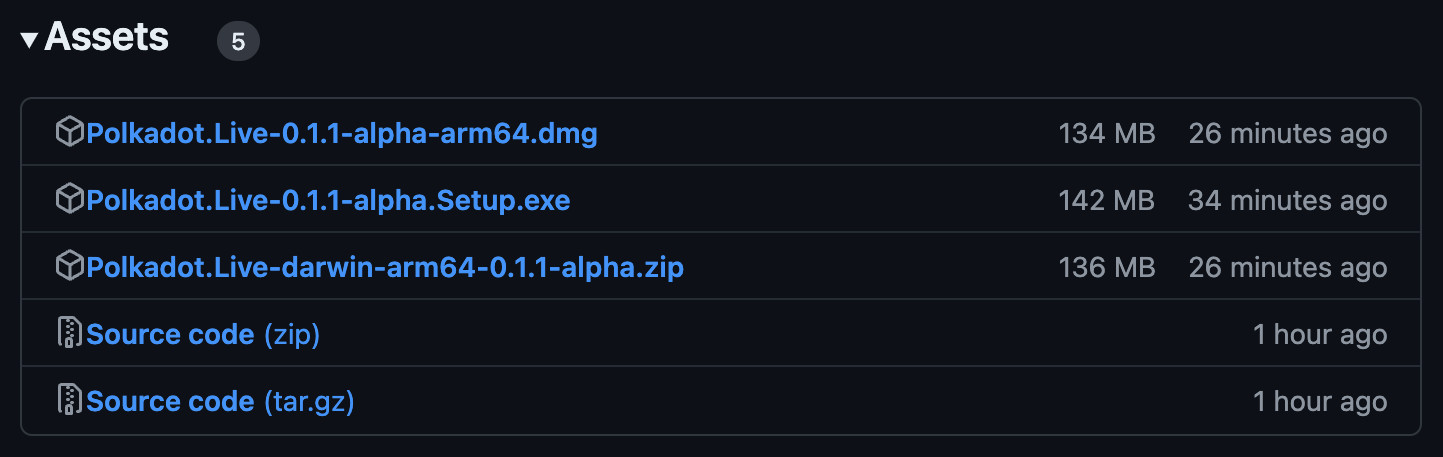 Assets 5
Polkadot.Live-0.1.1-alpha-arm64.dmg 134 MB 26 minutes ago
Polkadot.Live-0.1.1-alpha.Setup.exe 142 MB 34 minutes ago
Polkadot.Live-darwin-arm64-0.1.1-alpha.zip 136 MB 26 minutes ago
Source code (zip) 1 hour ago
Source code (tar.gz) 1 hour ago